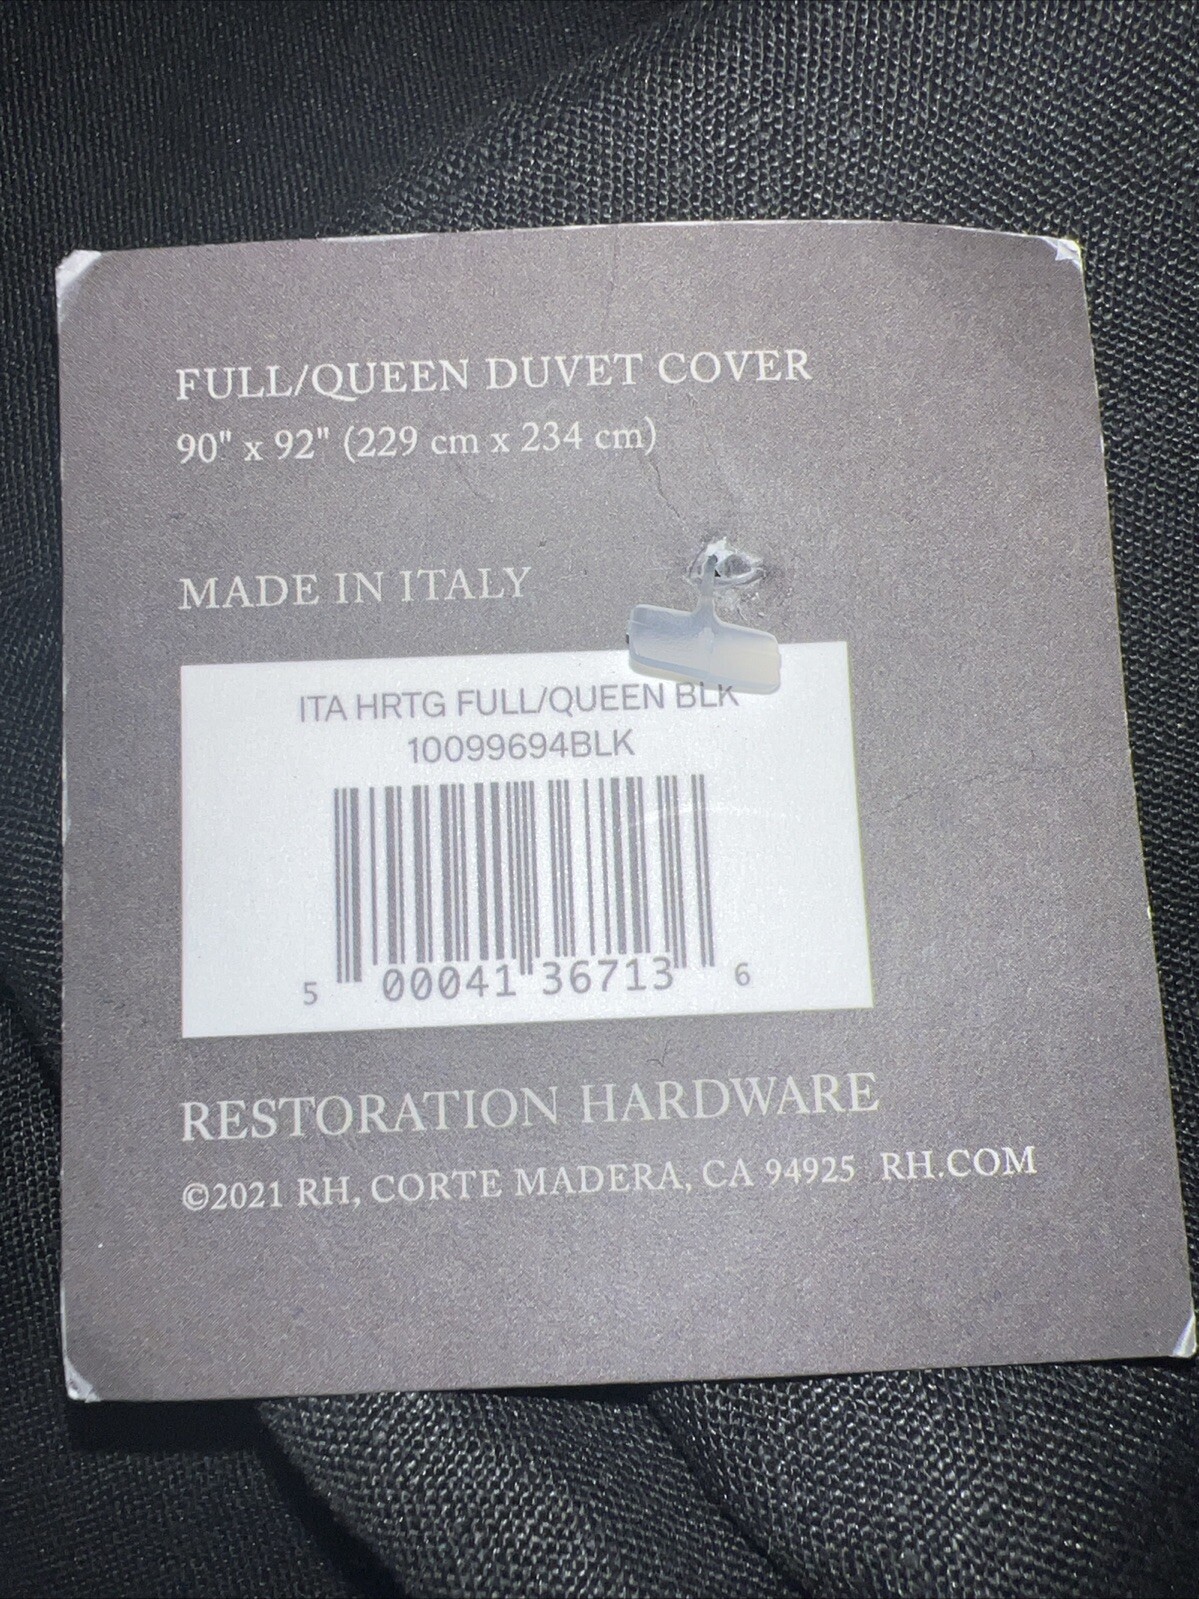 FULL/QUEEN DUVET COVER
90" x 92" (229 cm x 234 cm)
MADE IN ITALY
ITA HRTG FULL/QUEEN BLK
10099694BLK
5 00041 36713 6
RESTORATION HARDWARE
©2021 RH, CORTE MADERA, CA 94925 RH.COM